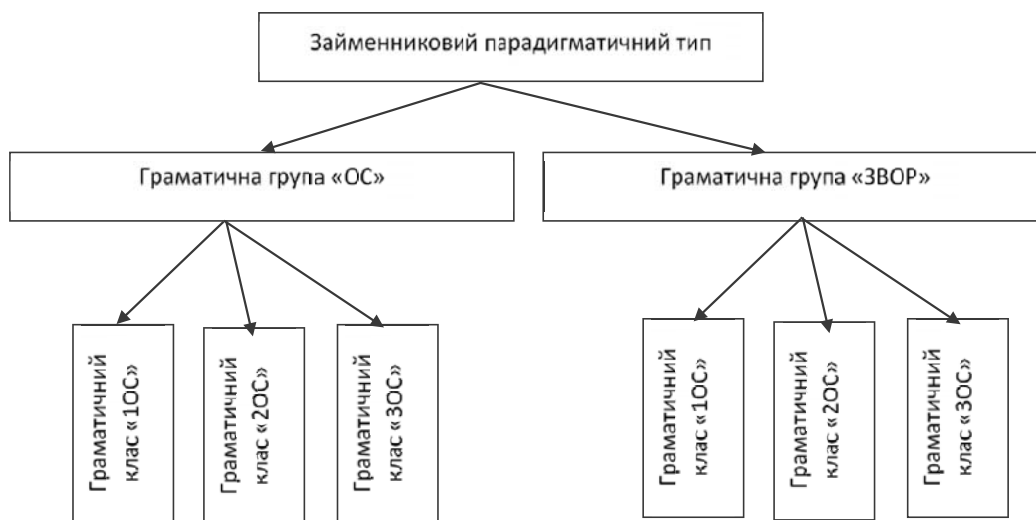 Займенниковий парадигматичний тип
Граматична група «ОС»
Граматична група «ЗВОР»
Граматичний
клас «1ОС»
Граматичний
клас «2ОС»
Граматичний
клас «3ОС»
Граматичний
клас «1ОС»
Граматичний
клас «2ОС»
Граматичний
клас «3ОС»